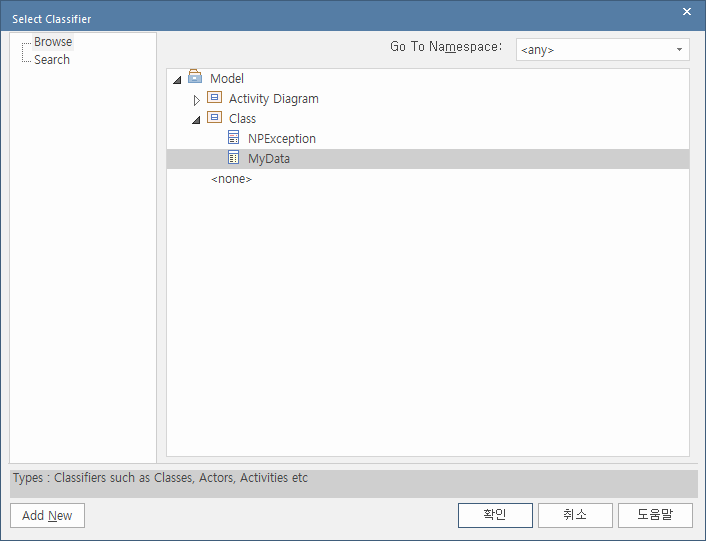 Select Classifier
Browse
Search
Go To Namespace:
<any>
Model
Activity Diagram
Class
NPException
MyData
<none>
Types : Classifiers such as Classes, Actors, Activities etc
Add New
확인
취소
도움말